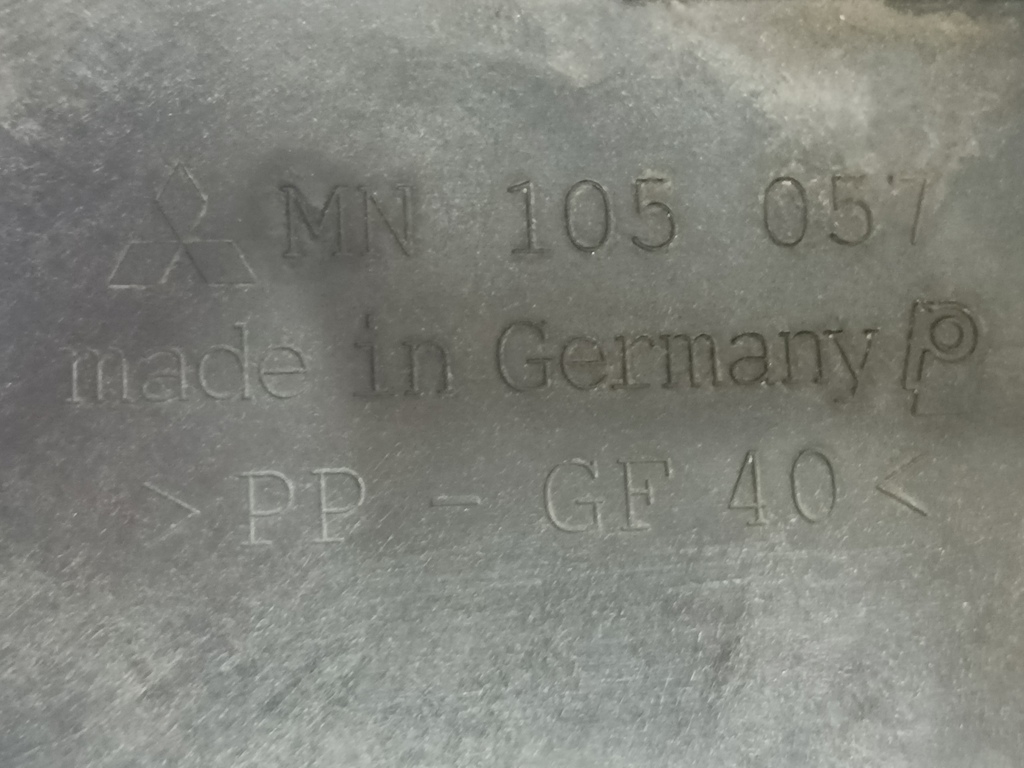 MN 105 057
made in Germany
>PP - GF 40<